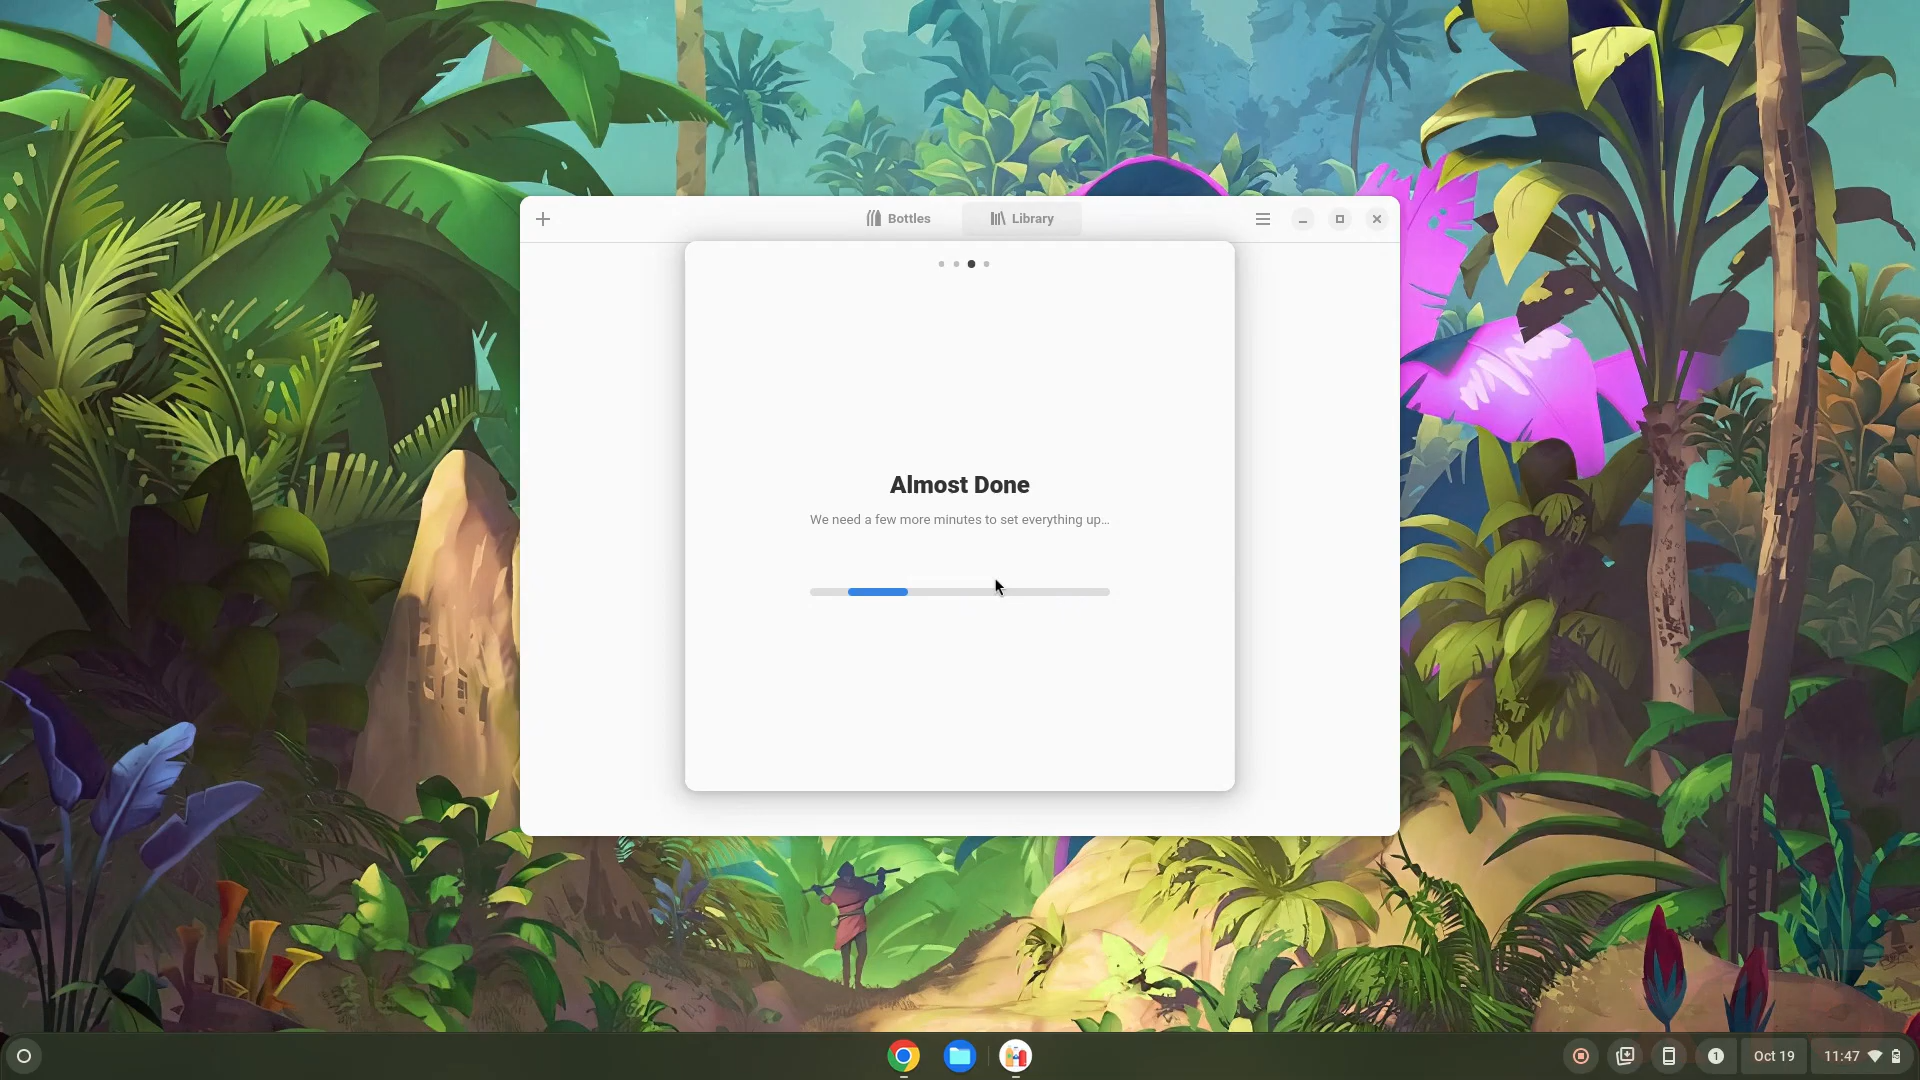 Bottles
Library
Almost Done
We need a few more minutes to set everything up…
1
Oct 19
11:47